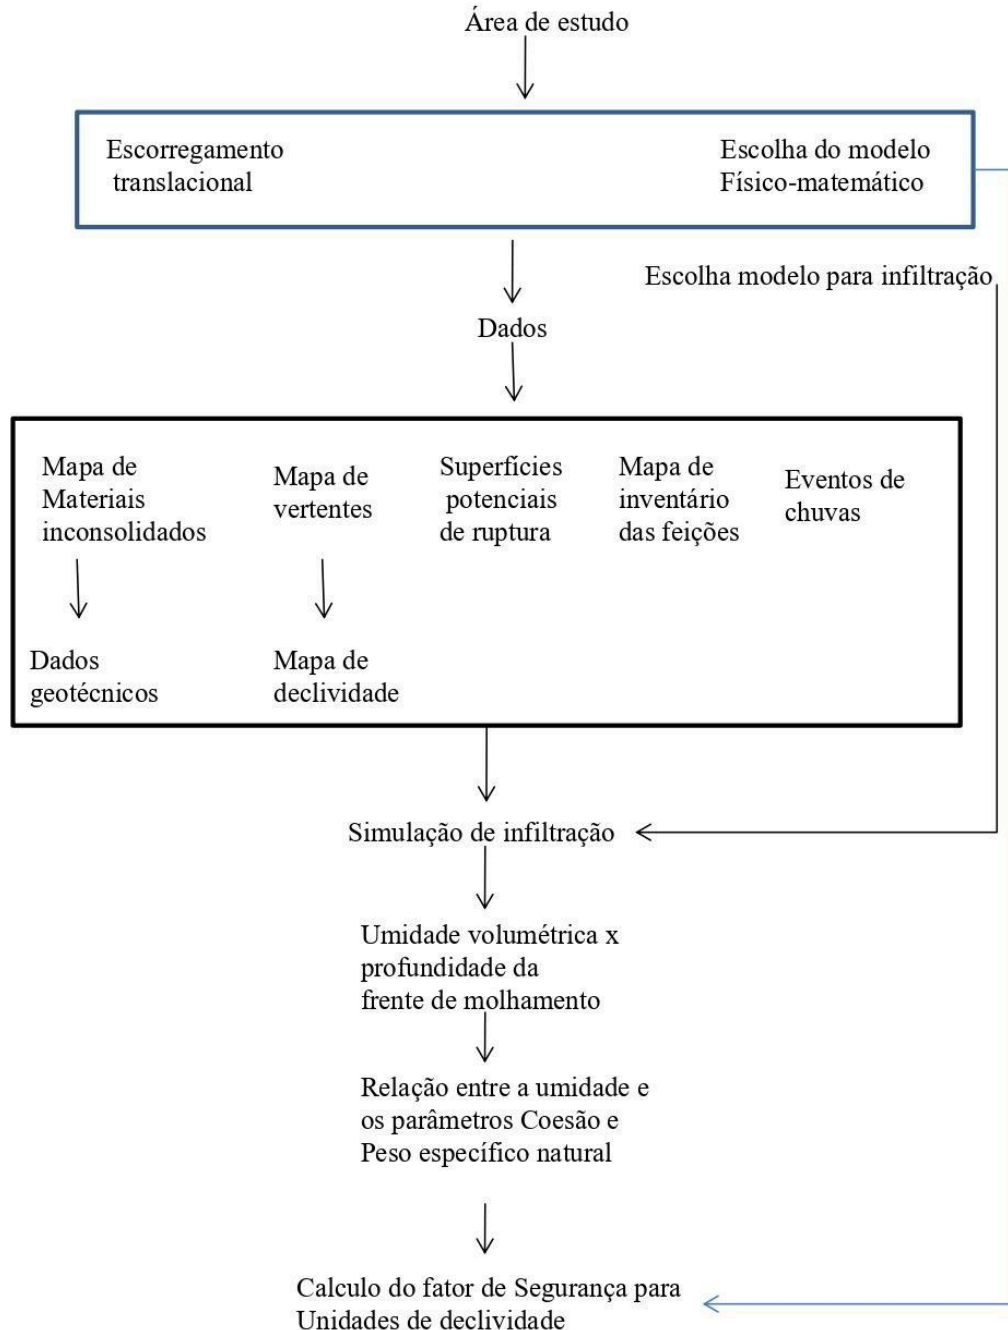 Área de estudo
Escorregamento
translacional
Escolha do modelo
Físico-matemático
Escolha modelo para infiltração
Dados
Mapa de
Materiais
inconsolidados
Mapa de
vertentes
Superfícies
potenciais
de ruptura
Mapa de
inventário
das feições
Eventos de
chuvas
Dados
geotécnicos
Mapa de
declividade
Simulação de infiltração
Umidade volumétrica x
profundidade da
frente de molhamento
Relação entre a umidade e
os parâmetros Coesão e
Peso específico natural
Calculo do fator de Segurança para
Unidades de declividade